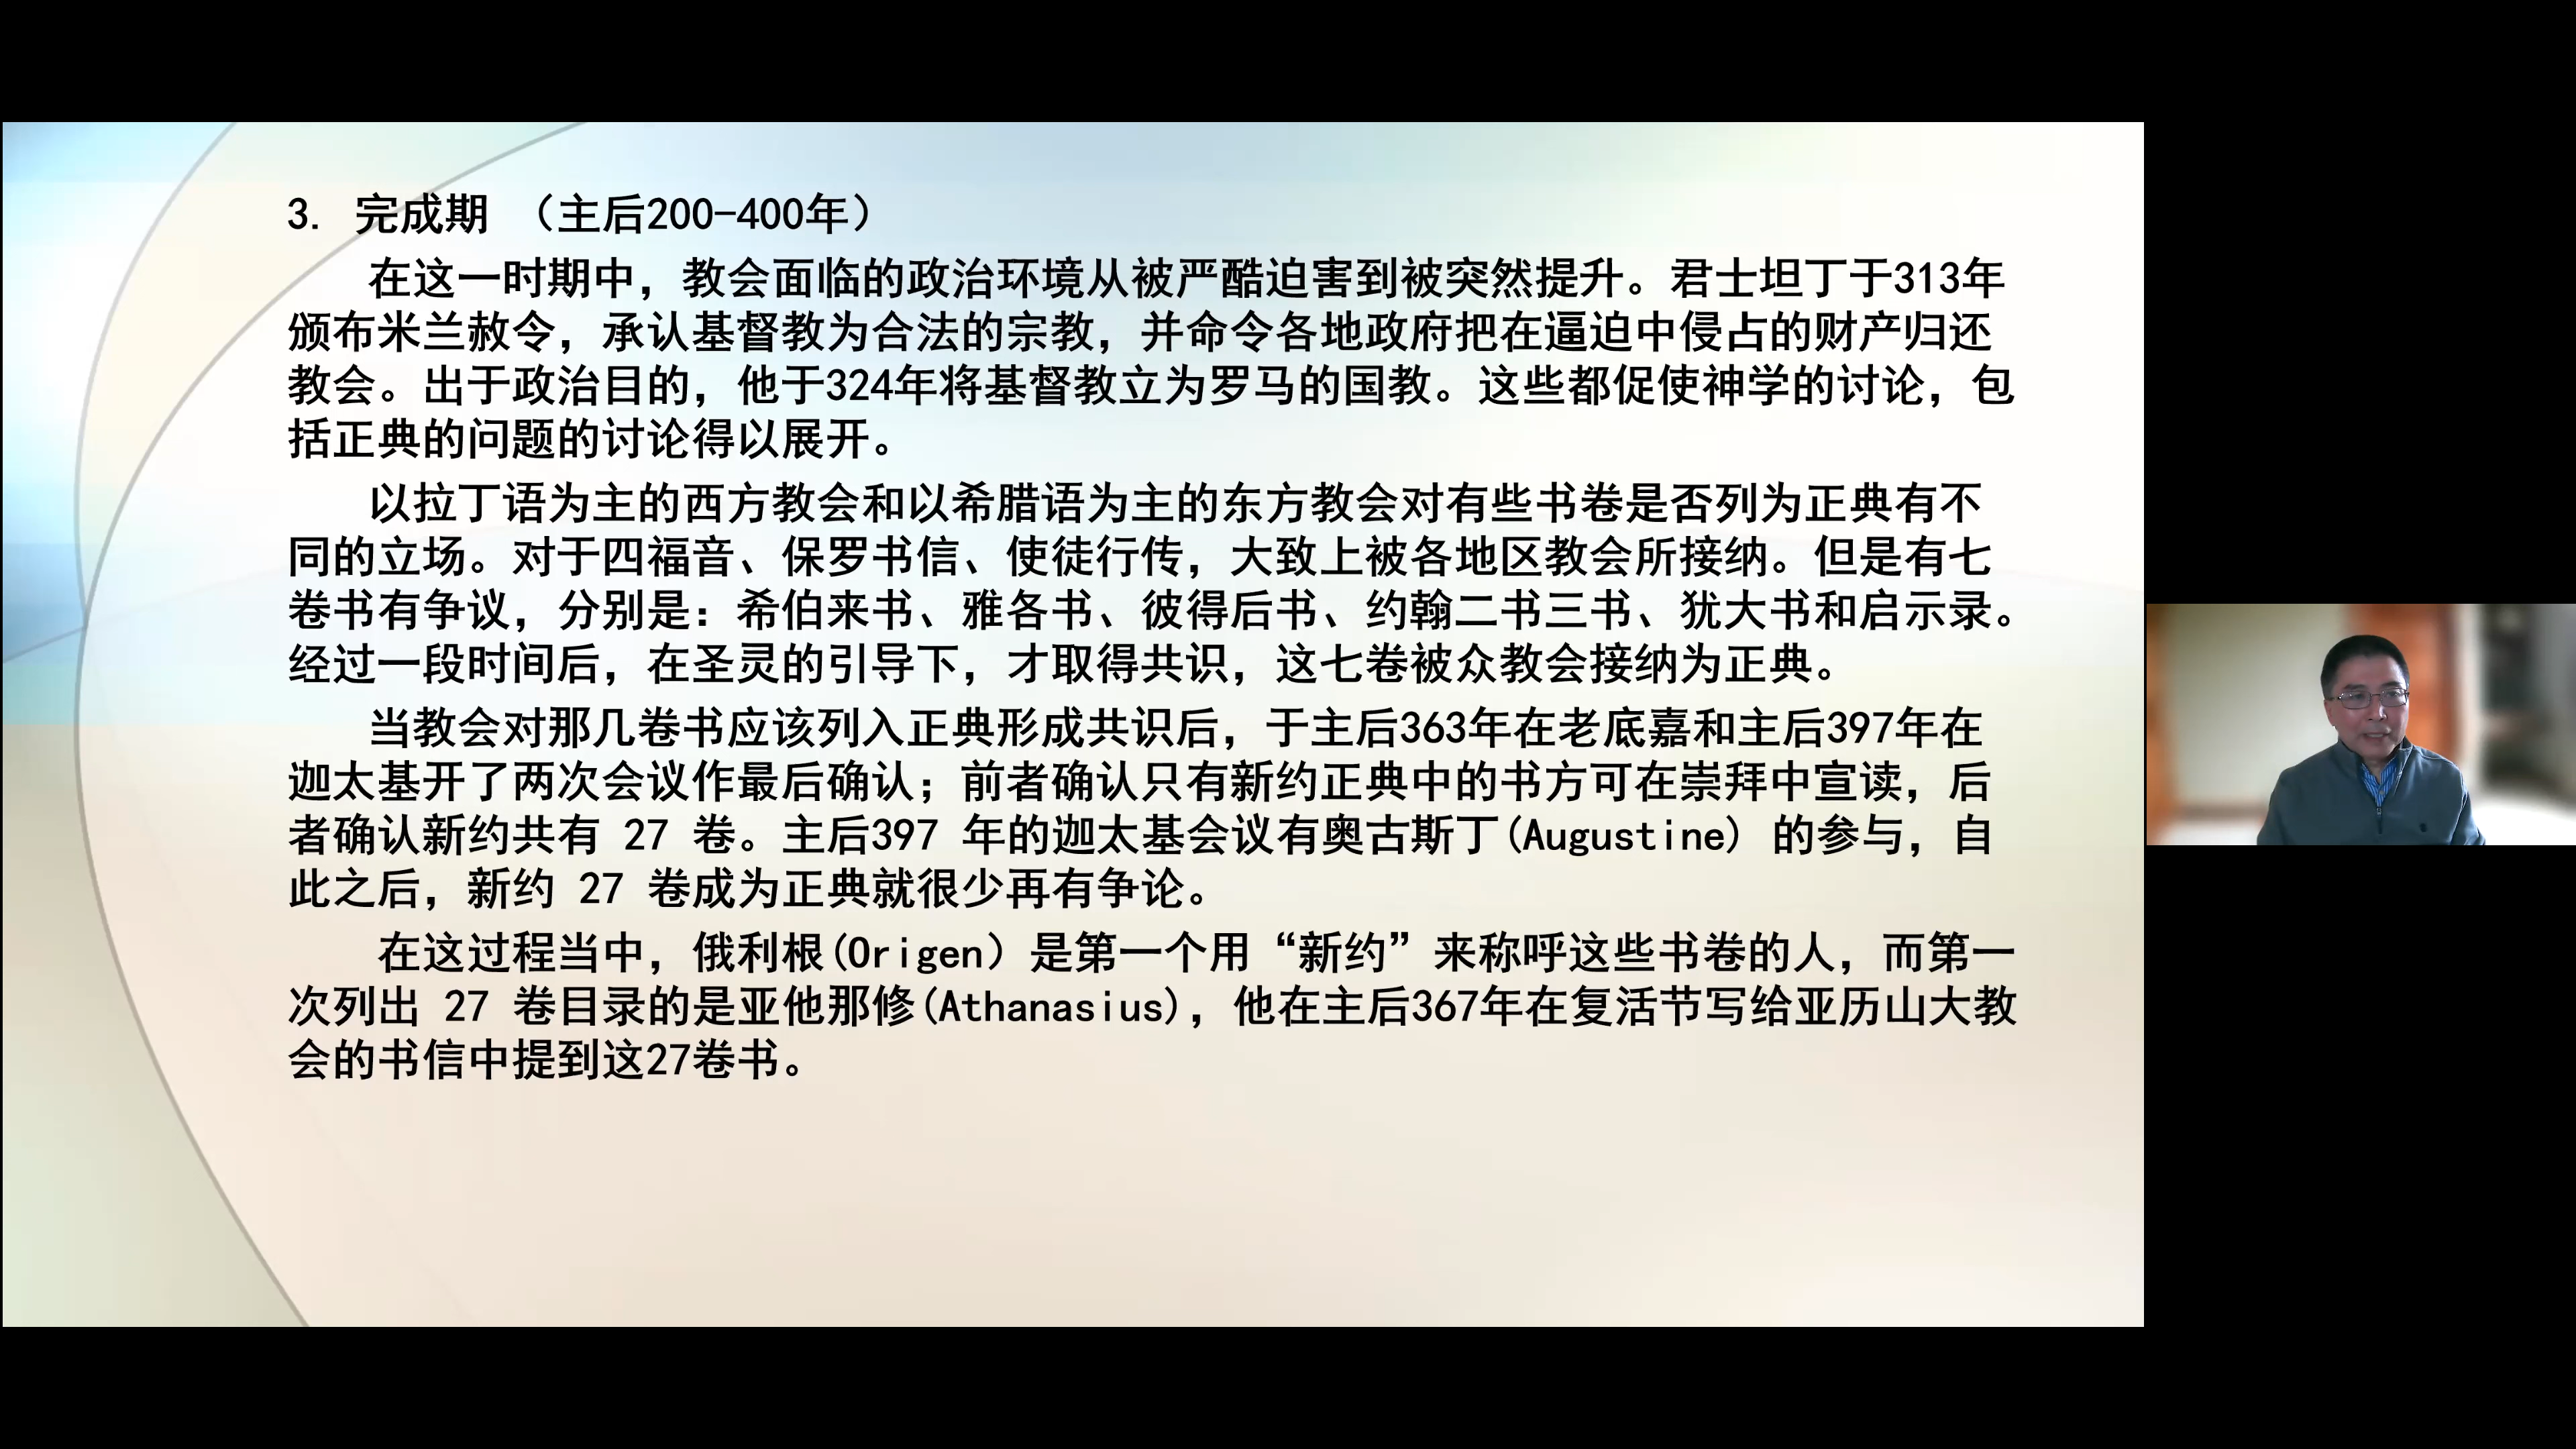 3. 完成期 （主后200-400年）
在这一时期中，教会面临的政治环境从被严酷迫害到被突然提升。君士坦丁于313年
颁布米兰赦令，承认基督教为合法的宗教，并命令各地政府把在逼迫中侵占的财产归还
教会。出于政治目的，他于324年将基督教立为罗马的国教。这些都促使神学的讨论，包
括正典的问题的讨论得以展开。
以拉丁语为主的西方教会和以希腊语为主的东方教会对有些书卷是否列为正典有不
同的立场。对于四福音、保罗书信、使徒行传，大致上被各地区教会所接纳。但是有七
卷书有争议，分别是：希伯来书、雅各书、彼得后书、约翰二书三书、犹大书和启示录。
经过一段时间后，在圣灵的引导下，才取得共识，这七卷被众教会接纳为正典。
当教会对那几卷书应该列入正典形成共识后，于主后363年在老底嘉和主后397年在
迦太基开了两次会议作最后确认；前者确认只有新约正典中的书方可在崇拜中宣读，后
者确认新约共有 27 卷。主后397 年的迦太基会议有奥古斯丁(Augustine) 的参与，自
此之后，新约 27 卷成为正典就很少再有争论。
在这过程当中，俄利根(Origen）是第一个用“新约”来称呼这些书卷的人，而第一
次列出 27 卷目录的是亚他那修(Athanasius)，他在主后367年在复活节写给亚历山大教
会的书信中提到这27卷书。